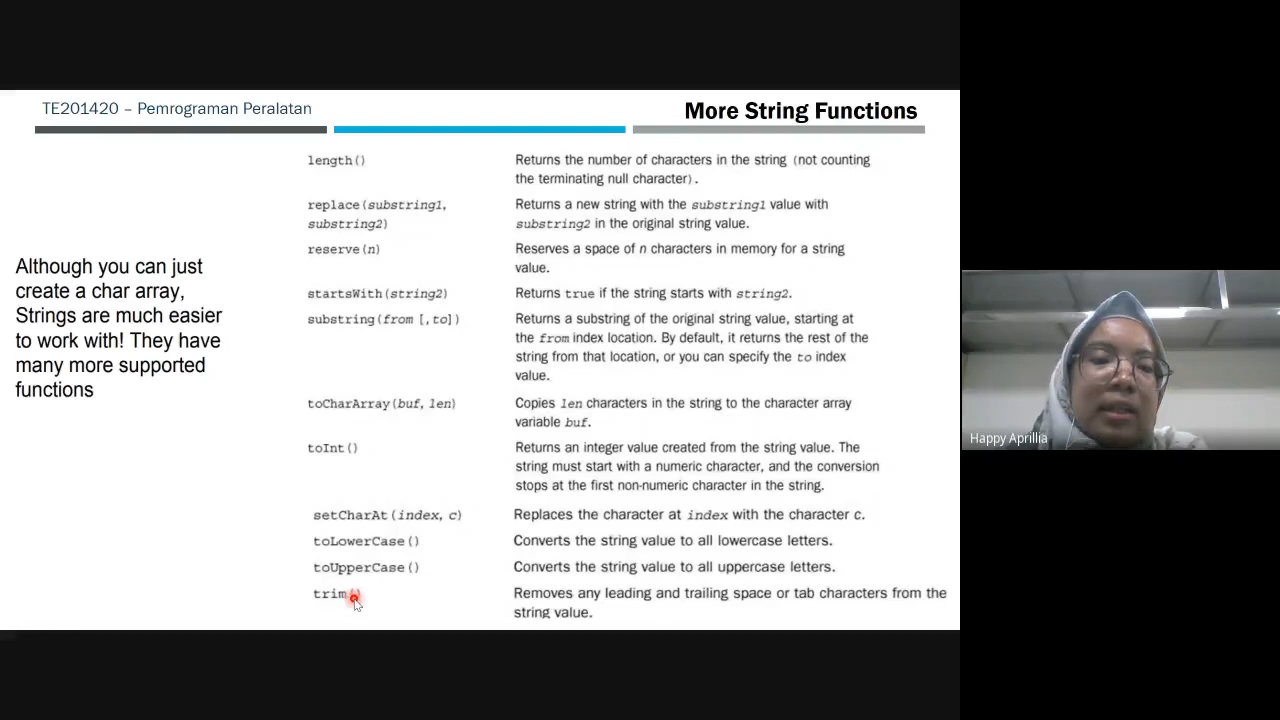 TE201420 – Pemrograman Peralatan
More String Functions
Although you can just
create a char array,
Strings are much easier
to work with! They have
many more supported
functions
length()
Returns the number of characters in the string (not counting
the terminating null character).
replace(substring1,
substring2)
Returns a new string with the substring1 value with
substring2 in the original string value.
reserve(n)
Reserves a space of n characters in memory for a string
value.
startsWith(string2)
Returns true if the string starts with string2.
substring(from [,to])
Returns a substring of the original string value, starting at
the from index location. By default, it returns the rest of the
string from that location, or you can specify the to index
value.
toCharArray(buf, len)
Copies len characters in the string to the character array
variable buf.
toInt()
Returns an integer value created from the string value. The
string must start with a numeric character, and the conversion
stops at the first non-numeric character in the string.
setCharAt(index, c)
Replaces the character at index with the character c.
toLowerCase()
Converts the string value to all lowercase letters.
toUpperCase()
Converts the string value to all uppercase letters.
trim()
Removes any leading and trailing space or tab characters from the
string value.
Happy Aprillia